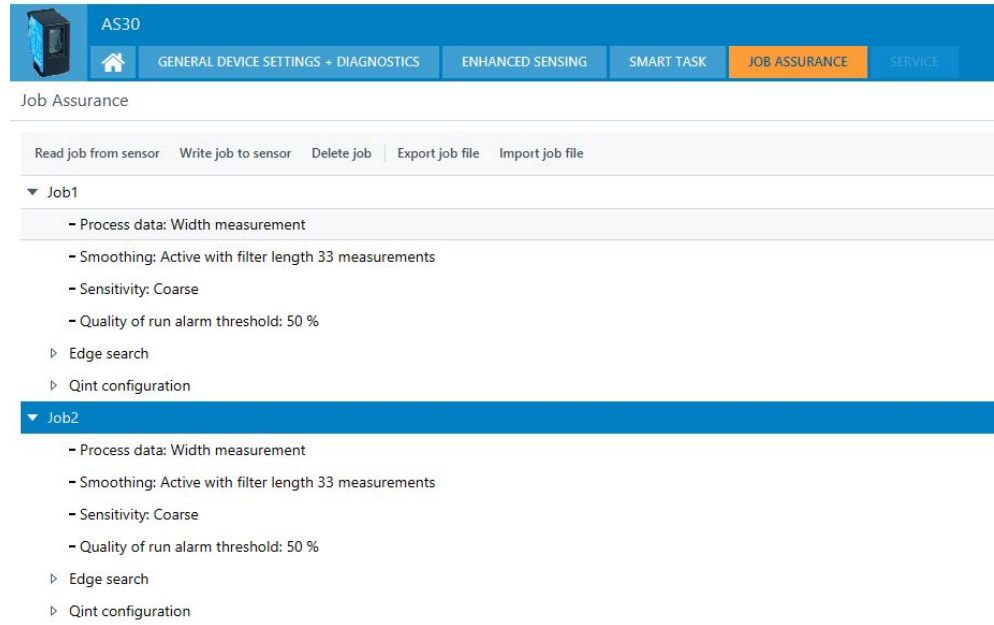 AS30
GENERAL DEVICE SETTINGS + DIAGNOSTICS ENHANCED SENSING SMART TASK JOB ASSURANCE SERVICE
Job Assurance
Read job from sensor Write job to sensor Delete job Export job file Import job file
Job1
- Process data: Width measurement
- Smoothing: Active with filter length 33 measurements
- Sensitivity: Coarse
- Quality of run alarm threshold: 50 %
Edge search
Qint configuration
Job2
- Process data: Width measurement
- Smoothing: Active with filter length 33 measurements
- Sensitivity: Coarse
- Quality of run alarm threshold: 50 %
Edge search
Qint configuration